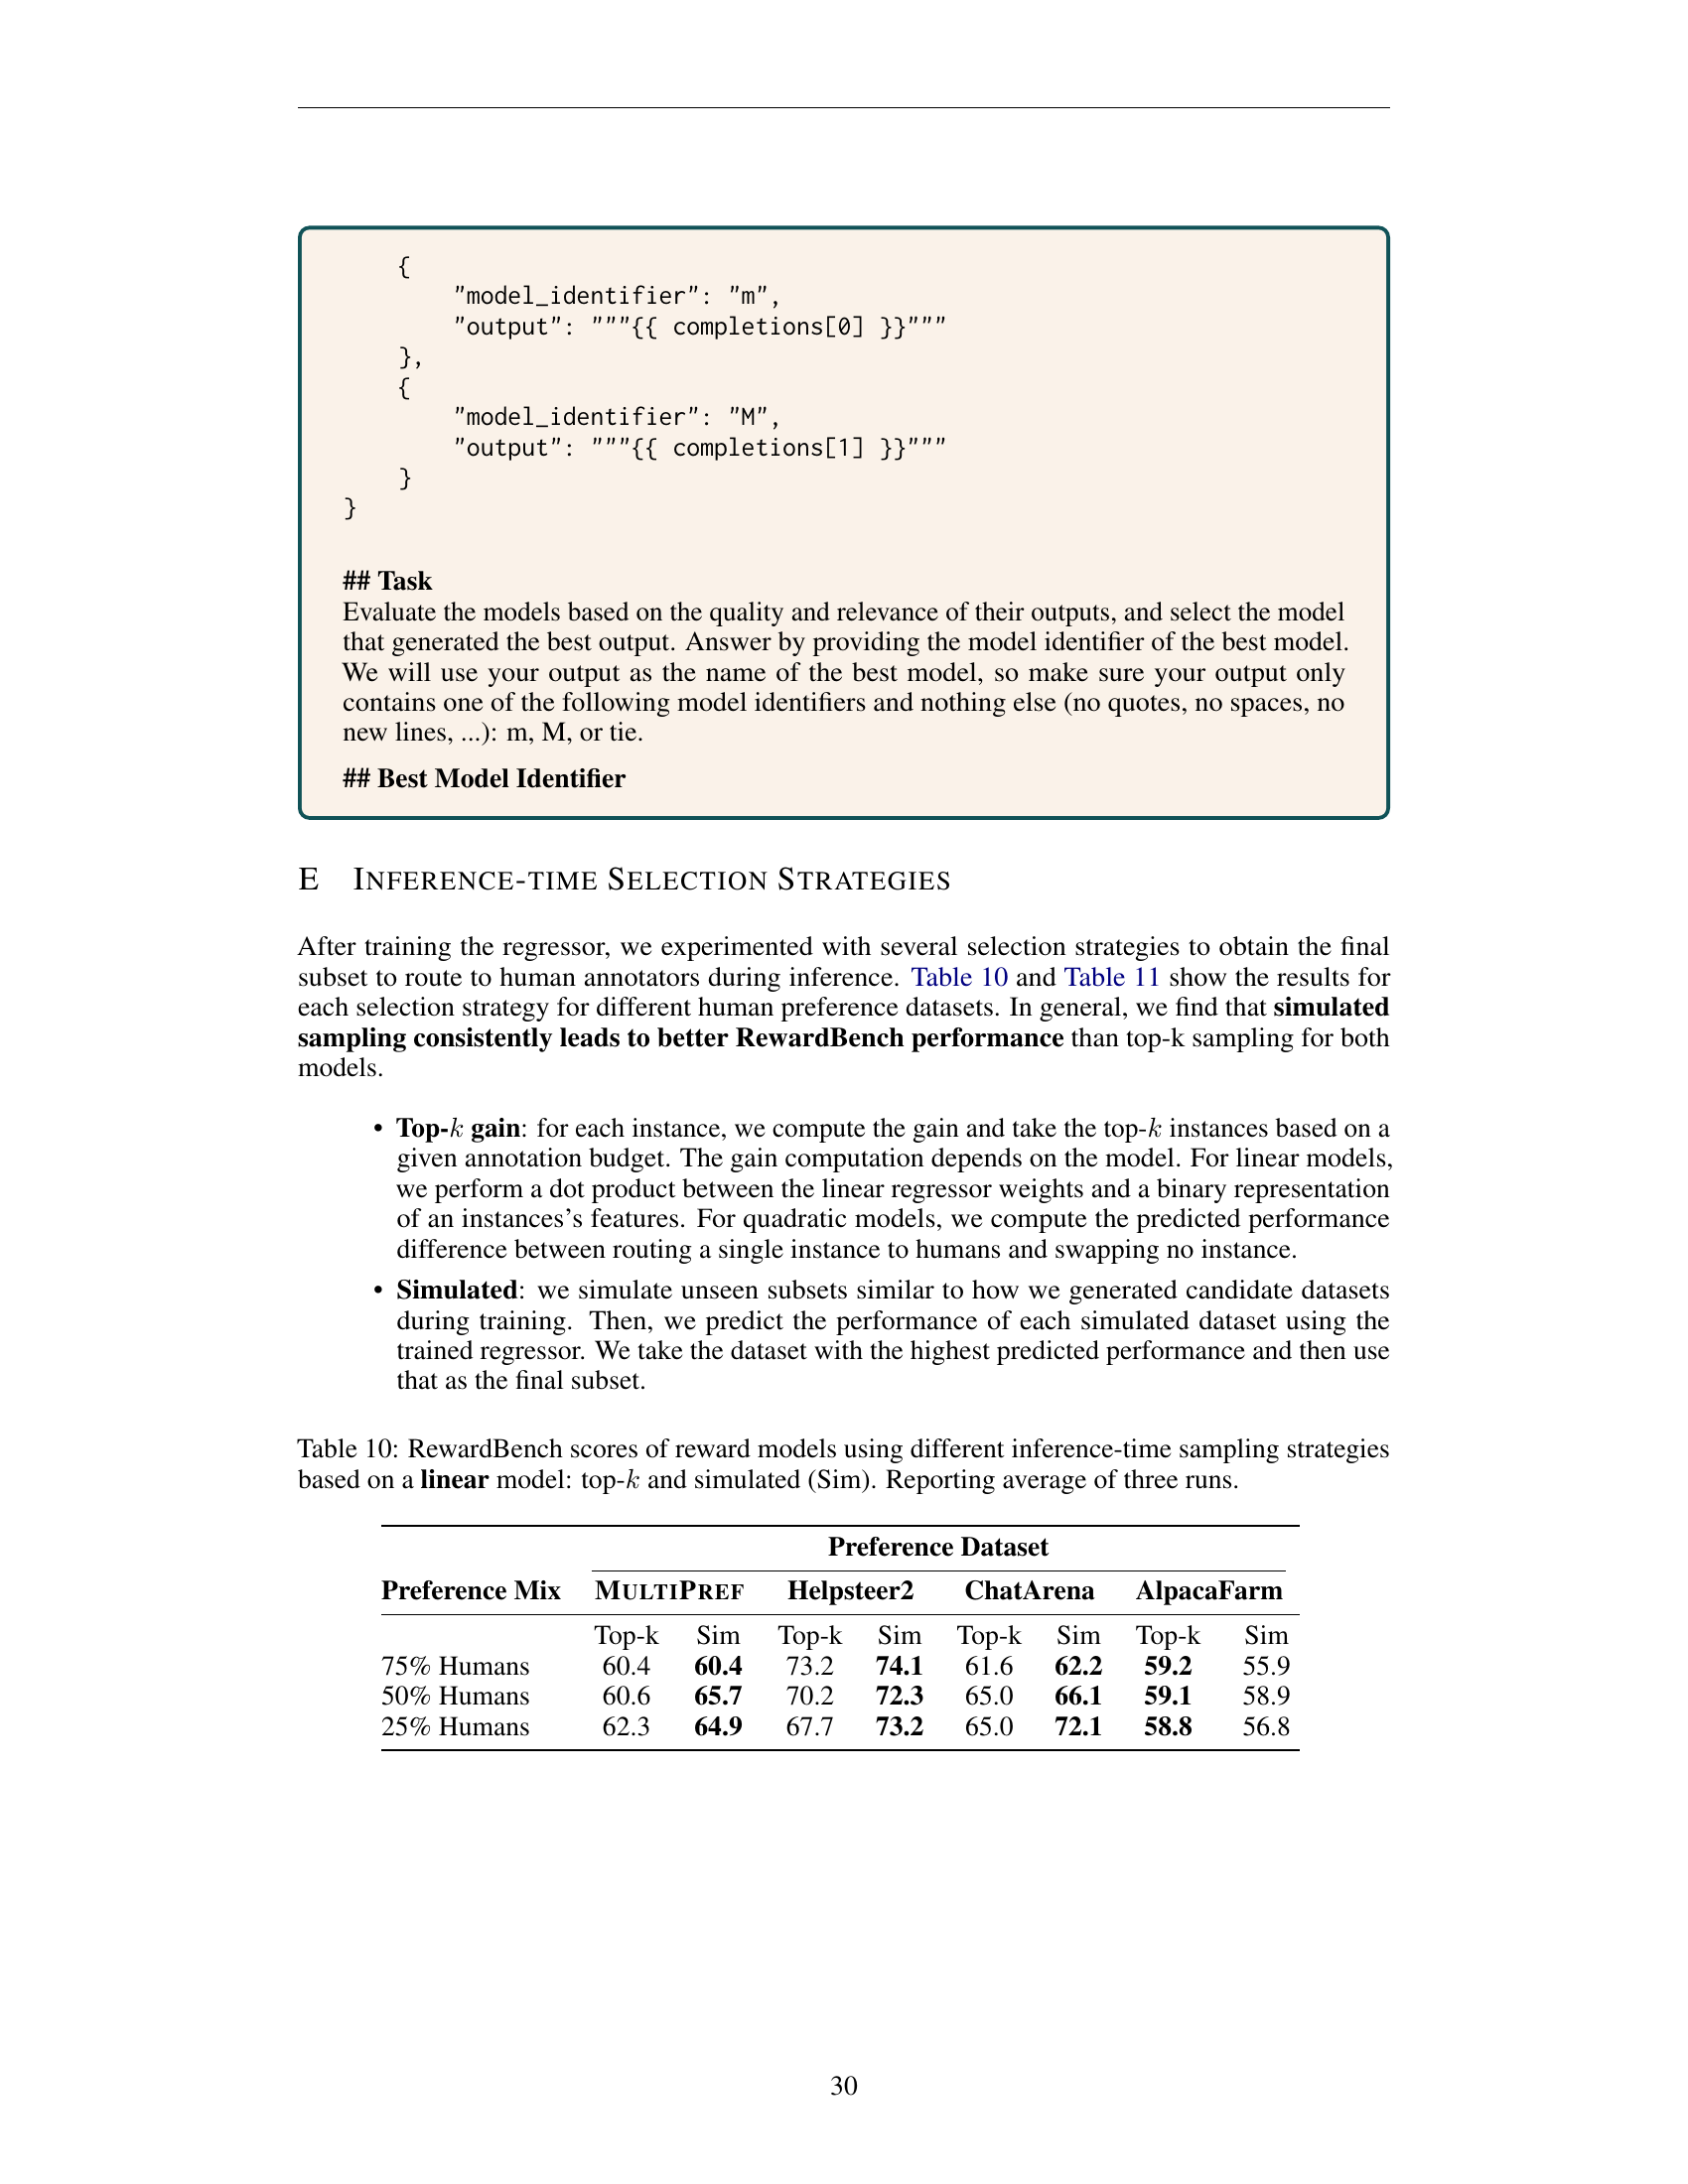 {
"model_identifier": "m",
"output": """{{ completions[0] }}"""
},
{
"model_identifier": "M",
"output": """{{ completions[1] }}"""
}
}
## Task
Evaluate the models based on the quality and relevance of their outputs, and select the model
that generated the best output. Answer by providing the model identifier of the best model.
We will use your output as the name of the best model, so make sure your output only
contains one of the following model identifiers and nothing else (no quotes, no spaces, no
new lines, ...): m, M, or tie.
## Best Model Identifier
E INFERENCE-TIME SELECTION STRATEGIES
After training the regressor, we experimented with several selection strategies to obtain the final
subset to route to human annotators during inference. Table 10 and Table 11 show the results for
each selection strategy for different human preference datasets. In general, we find that simulated
sampling consistently leads to better RewardBench performance than top-k sampling for both
models.
• Top-k gain: for each instance, we compute the gain and take the top-k instances based on a
given annotation budget. The gain computation depends on the model. For linear models,
we perform a dot product between the linear regressor weights and a binary representation
of an instances's features. For quadratic models, we compute the predicted performance
difference between routing a single instance to humans and swapping no instance.
• Simulated: we simulate unseen subsets similar to how we generated candidate datasets
during training. Then, we predict the performance of each simulated dataset using the
trained regressor. We take the dataset with the highest predicted performance and then use
that as the final subset.
Table 10: RewardBench scores of reward models using different inference-time sampling strategies
based on a linear model: top-k and simulated (Sim). Reporting average of three runs.
Preference Dataset
Preference Mix MULTIPREF Helpsteer2 ChatArena AlpacaFarm
Top-k Sim Top-k Sim Top-k Sim Top-k Sim
75% Humans 60.4 60.4 73.2 74.1 61.6 62.2 59.2 55.9
50% Humans 60.6 65.7 70.2 72.3 65.0 66.1 59.1 58.9
25% Humans 62.3 64.9 67.7 73.2 65.0 72.1 58.8 56.8
30